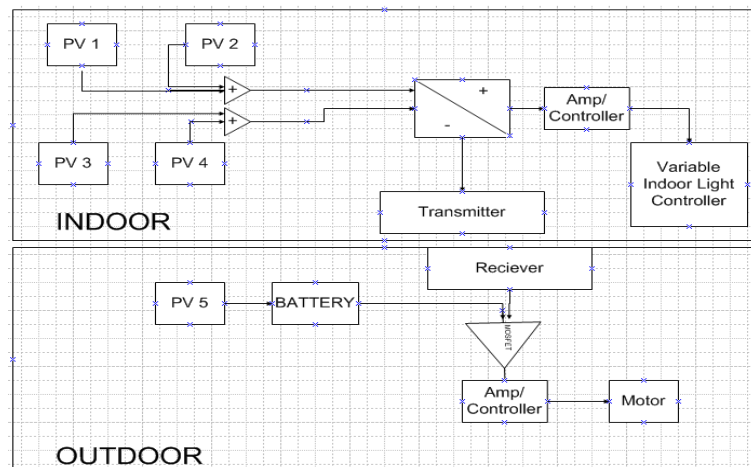 PV 1
PV 2
+
+
PV 3
PV 4
+
-
Amp/
Controller
Variable
Indoor Light
Controller
Transmitter
INDOOR
Reciever
PV 5
BATTERY
MOSFET
Amp/
Controller
Motor
OUTDOOR